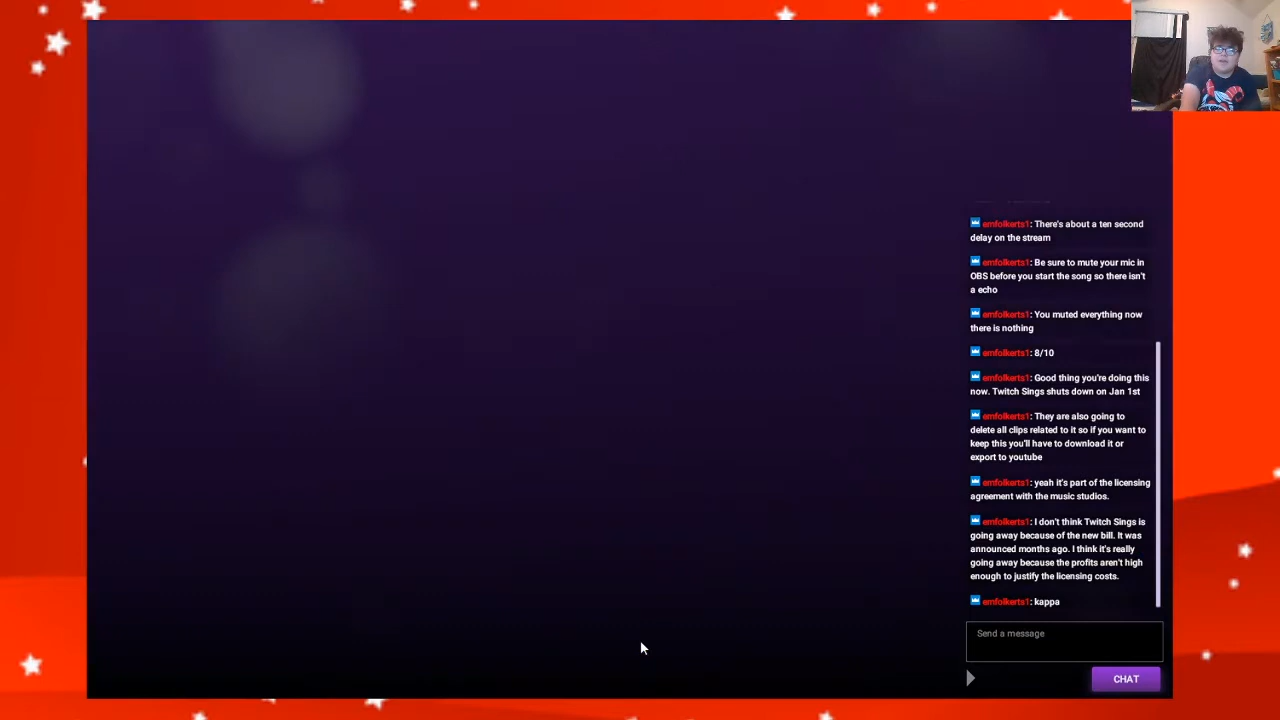 emfolkerts1: There's about a ten second
delay on the stream
emfolkerts1: Be sure to mute your mic in
OBS before you start the song so there isn't
a echo
emfolkerts1: You muted everything now
there is nothing
emfolkerts1: 8/10
emfolkerts1: Good thing you're doing this
now. Twitch Sings shuts down on Jan 1st
emfolkerts1: They are also going to
delete all clips related to it so if you want to
keep this you'll have to download it or
export to youtube
emfolkerts1: yeah it's part of the licensing
agreement with the music studios.
emfolkerts1: I don't think Twitch Sings is
going away because of the new bill. It was
announced months ago. I think it's really
going away because the profits aren't high
enough to justify the licensing costs.
emfolkerts1: kappa
Send a message
CHAT